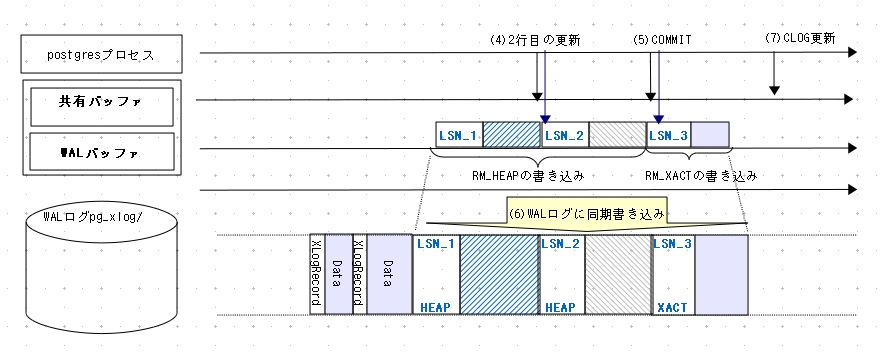 (7)CLOG更新
(4)2行目の更新
(5)COMMIT
postgresプロセス
共有バッファ
LSN_1
LSN_2
LSN_3
WALバッファ
RM_HEAPの書き込み
RM_XACTの書き込み
WALログpg_xlog/
(6)WALログに同期書き込み
XLogRecord
Data
XLogRecord
Data
LSN_1
LSN_2
LSN_3
HEAP
HEAP
XACT